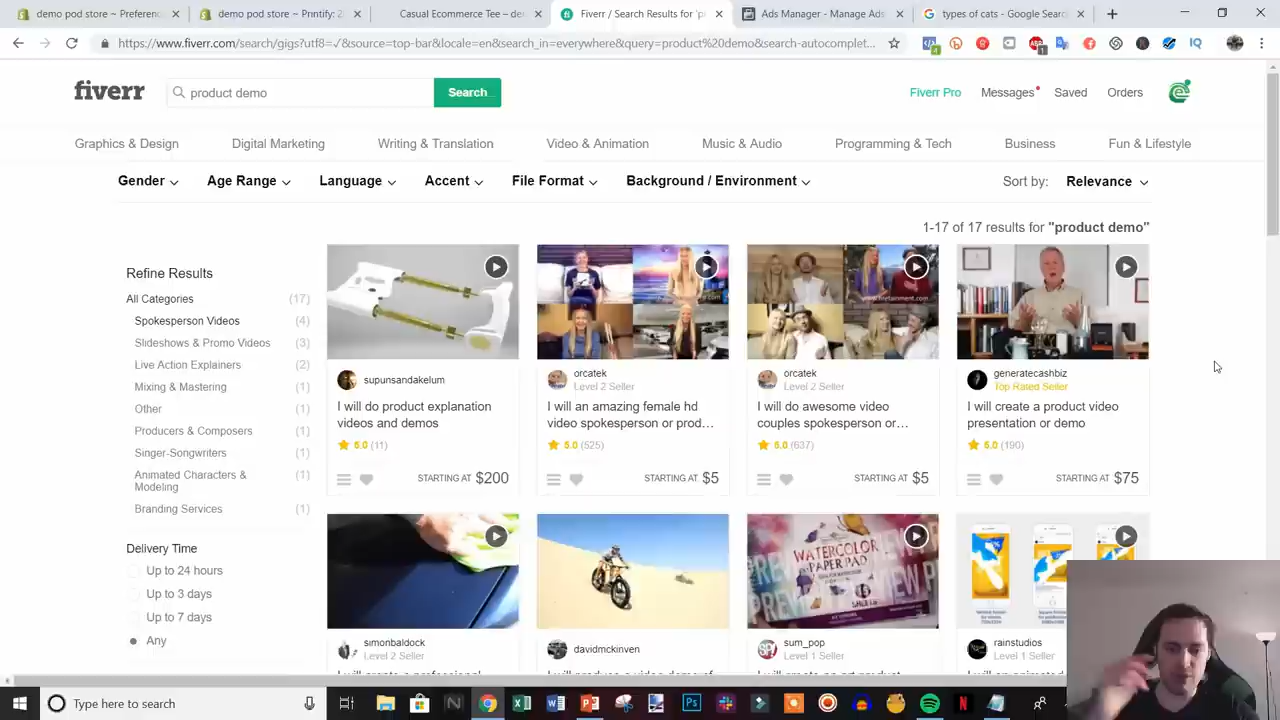 demo pod store ~ Preference
demo pod store ~ Printify: 2
Casual Ecommerce Tee – de
Fiverr / Search Results for 'p
Ads Manager - Manage Ads
types of cats - Google Searc
https://www.fiverr.com/search/gigs?utf8=✓&source=top-bar&locale=en&search_in=everywhere&query=product%20demo&search-autocomplet...
fiverr
product demo
Search
Fiverr Pro
Messages
Saved
Orders
Graphics & Design
Digital Marketing
Writing & Translation
Video & Animation
Music & Audio
Programming & Tech
Business
Fun & Lifestyle
Gender
Age Range
Language
Accent
File Format
Background / Environment
Sort by: Relevance
1-17 of 17 results for "product demo"
Refine Results
All Categories (17)
Spokesperson Videos (4)
Slideshows & Promo Videos (3)
Live Action Explainers (2)
Mixing & Mastering (1)
Other (1)
Producers & Composers (1)
Singer-Songwriters (1)
Animated Characters &
Modeling (1)
Branding Services (1)
Delivery Time
Up to 24 hours
Up to 3 days
Up to 7 days
Any
supunsandakelum
I will do product explanation
videos and demos
5.0 (11)
STARTING AT $200
orcatek
Level 2 Seller
I will an amazing female hd
video spokesperson or prod...
5.0 (525)
STARTING AT $5
orcatek
Level 2 Seller
I will do awesome video
couples spokesperson or...
5.0 (637)
STARTING AT $5
generatecashbiz
Top Rated Seller
I will create a product video
presentation or demo
5.0 (190)
STARTING AT $75
WATERCOLOR
PAPER PAD
simonbaldock
Level 2 Seller
davidmckinven
sum_pop
Level 1 Seller
rainstudios
Level 1 Seller
Type here to search